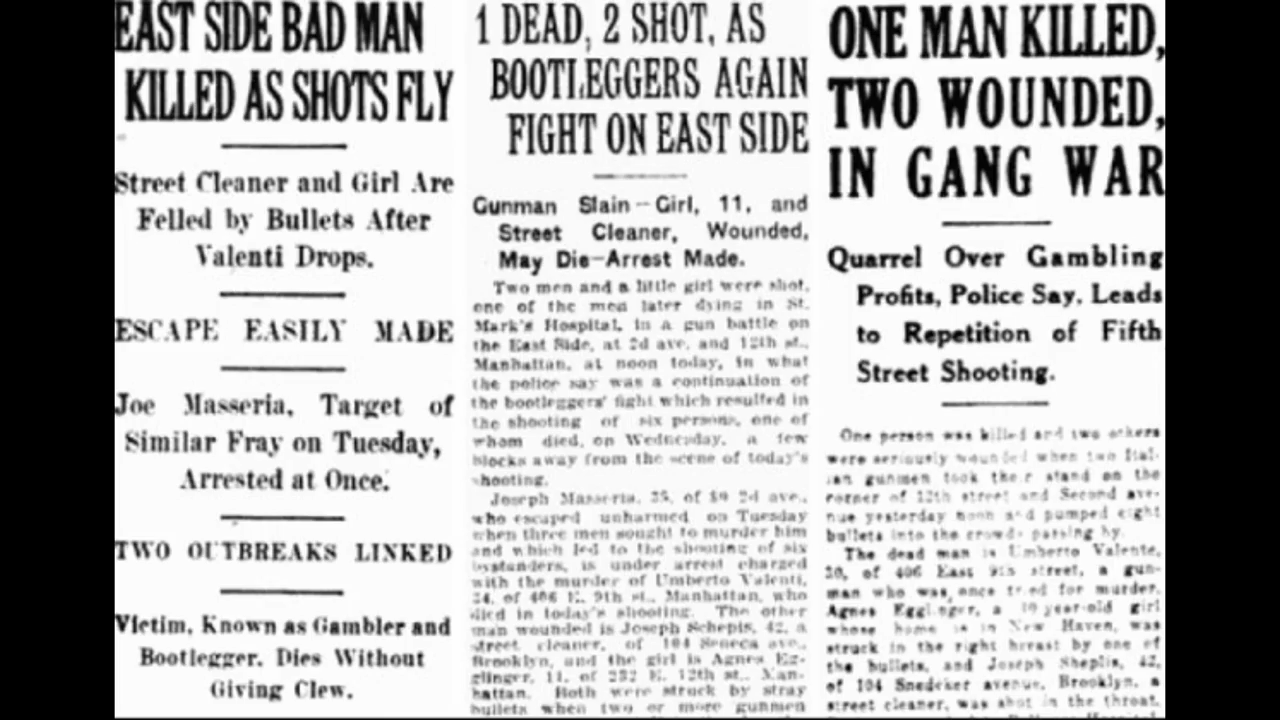 EAST SIDE BAD MAN
KILLED AS SHOTS FLY
Street Cleaner and Girl Are
Felled by Bullets After
Valenti Drops.
ESCAPE EASILY MADE
Joe Masseria, Target of
Similar Fray on Tuesday,
Arrested at Once.
TWO OUTBREAKS LINKED
Victim, Known as Gambler and
Bootlegger, Dies Without
Giving Clew.
1 DEAD, 2 SHOT, AS
BOOTLEGGERS AGAIN
FIGHT ON EAST SIDE
Gunman Slain—Girl, 11, and
Street Cleaner, Wounded,
May Die—Arrest Made.
Two men and a little girl were shot,
one of the men later dying in St.
Mark's Hospital, in a gun battle on
the East Side, at 2d ave. and 12th st.,
Manhattan, at noon today, in what
the police say was a continuation of
the bootleggers' fight which resulted in
the shooting of six persons, one of
whom died, on Wednesday, a few
blocks away from the scene of today's
shooting.
Joseph Masseria, 35, of 80 2d ave.,
who escaped unharmed on Tuesday
when three men sought to murder him
and which led to the shooting of six
bystanders, is under arrest charged
with the murder of Umberto Valenti,
34, of 406 E. 9th st., Manhattan, who
died in today's shooting. The other
man wounded is Joseph Schepis, 42, a
street cleaner, of 104 Seneca ave.,
Brooklyn, and the girl is Agnes Eg-
glinger, 11, of 232 E. 12th st., Man-
hattan. Both were struck by stray
bullets when two or more gunmen
ONE MAN KILLED,
TWO WOUNDED,
IN GANG WAR
Quarrel Over Gambling
Profits, Police Say, Leads
to Repetition of Fifth
Street Shooting.
One person was killed and two others
were seriously wounded when two Ital-
ian gunmen took their stand on the
corner of 12th street and Second ave-
nue yesterday noon and pumped eight
bullets into the crowds passing by.
The dead man is Umberto Valente,
30, of 406 East 9th street, a gun-
man who was once tried for murder.
Agnes Egglinger, a 10 year-old girl
whose home is in New Haven, was
struck in the right breast by one of
the bullets, and Joseph Sheplis, 42,
of 104 Snedeker avenue, Brooklyn, a
street cleaner, was shot in the throat.